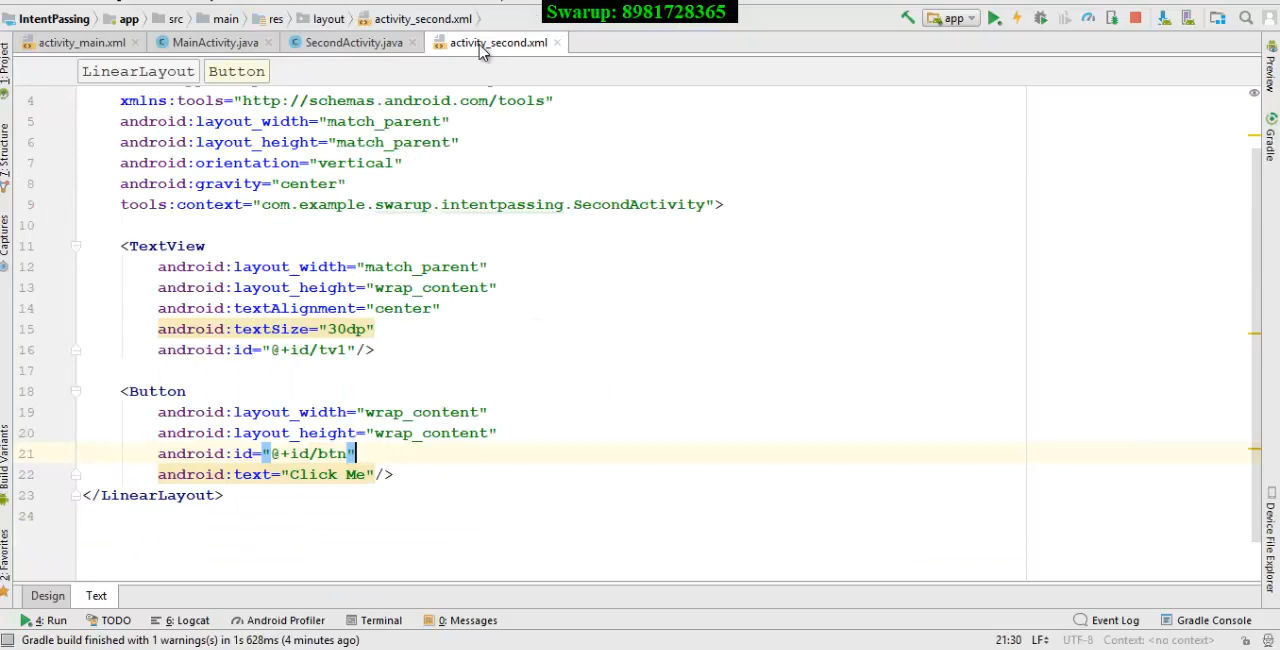 Swarup: 8981728365
IntentPassing app src main res layout activity_second.xml
app
activity_main.xml MainActivity.java SecondActivity.java activity_second.xml
LinearLayout Button
4 xmlns:tools="http://schemas.android.com/tools"
5 android:layout_width="match_parent"
6 android:layout_height="match_parent"
7 android:orientation="vertical"
8 android:gravity="center"
9 tools:context="com.example.swarup.intentpassing.SecondActivity">
10
11 <TextView
12 android:layout_width="match_parent"
13 android:layout_height="wrap_content"
14 android:textAlignment="center"
15 android:textSize="30dp"
16 android:id="@+id/tv1"/>
17
18 <Button
19 android:layout_width="wrap_content"
20 android:layout_height="wrap_content"
21 android:id="@+id/btn"
22 android:text="Click Me"/>
23 </LinearLayout>
24
1: Project
7: Structure
Captures
Build Variants
2: Favorites
Preview
Gradle
Device File Explorer
Design Text
4: Run TODO 6: Logcat Android Profiler Terminal 0: Messages Event Log Gradle Console
Gradle build finished with 1 warnings(s) in 1s 628ms (4 minutes ago) 21:30 LF÷ UTF-8 Context: <no context>